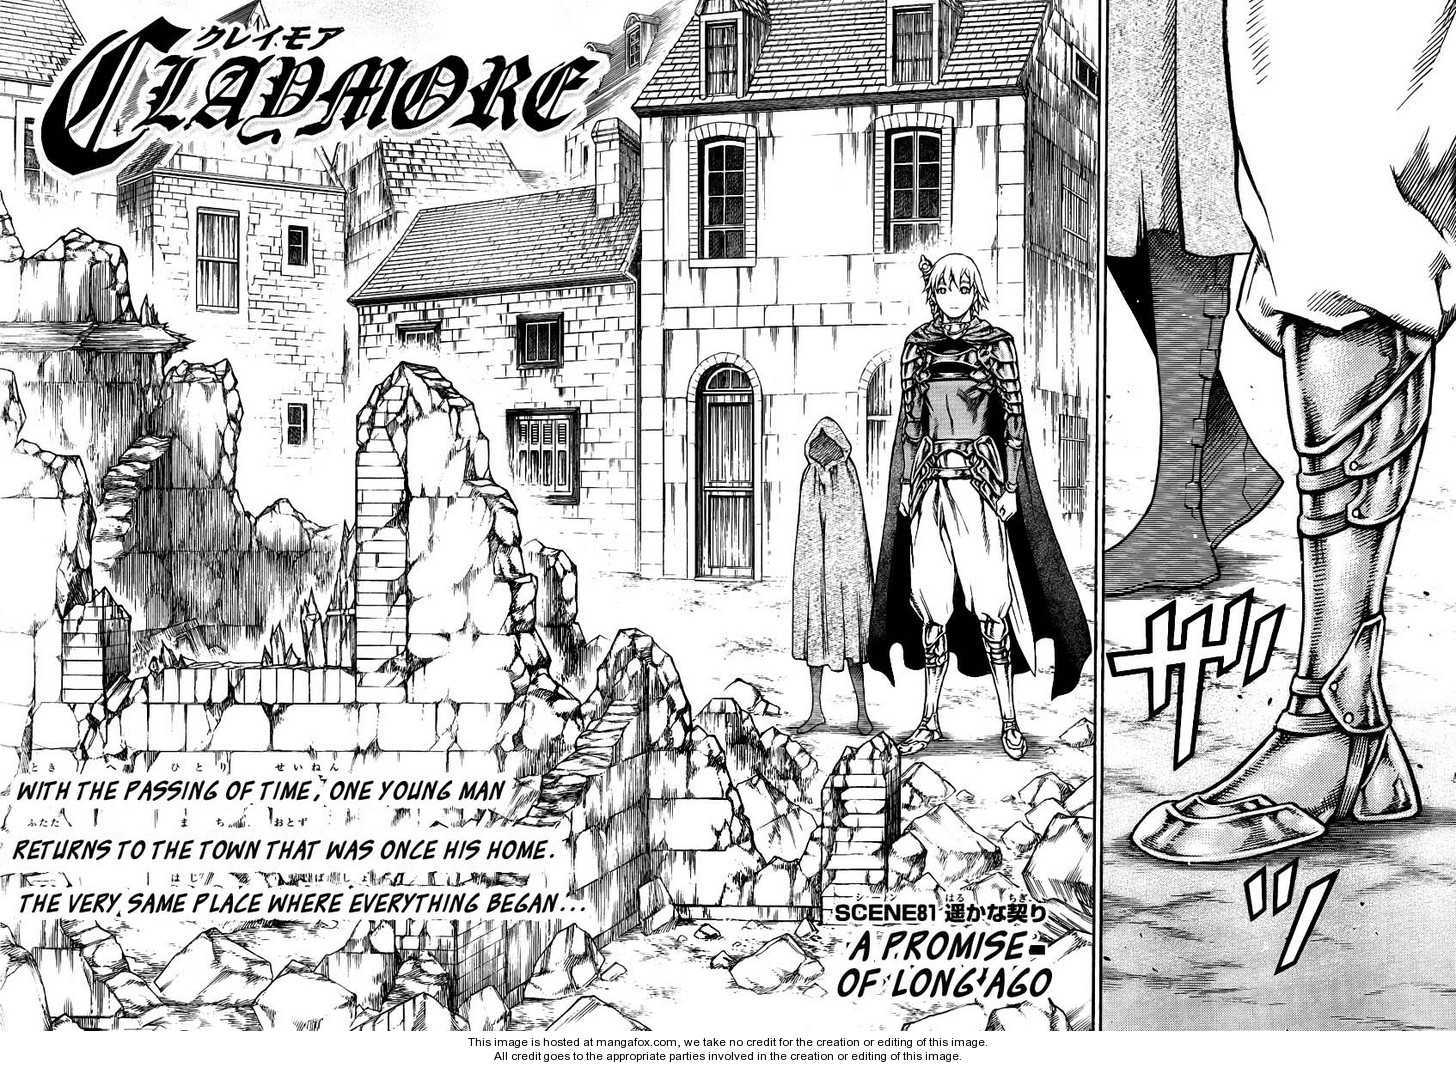 クレイモア
CLAYMORE
ザッ
WITH THE PASSING OF TIME, ONE YOUNG MAN
RETURNS TO THE TOWN THAT WAS ONCE HIS HOME.
THE VERY SAME PLACE WHERE EVERYTHING BEGAN...
SCENE81 遥かな契り
A PROMISE
OF LONG AGO
This image is hosted at mangafox.com, we take no credit for the creation or editing of this image.
All credit goes to the appropriate parties involved in the creation or editing of this image.